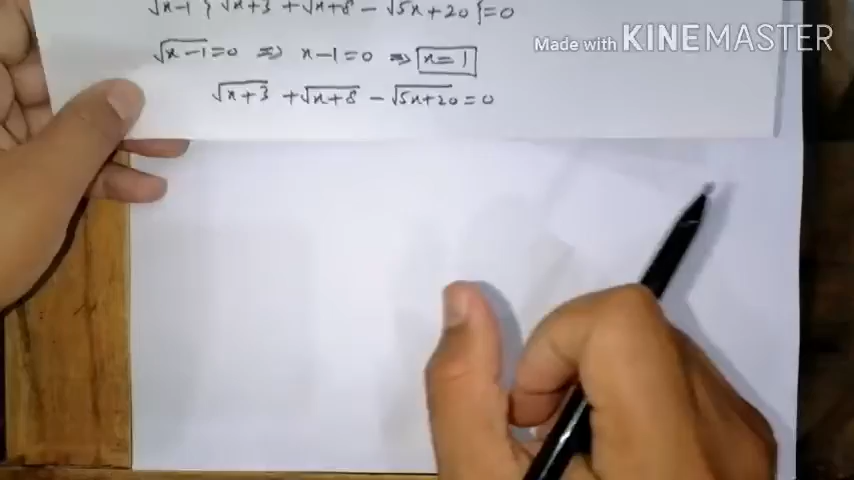 √x-1 {√x+3 + √x+8 - √5x+20}=0
√x-1=0 ⇒ x-1=0 ⇒ x=1
√x+3 + √x+8 - √5x+20=0
Made with KINEMASTER